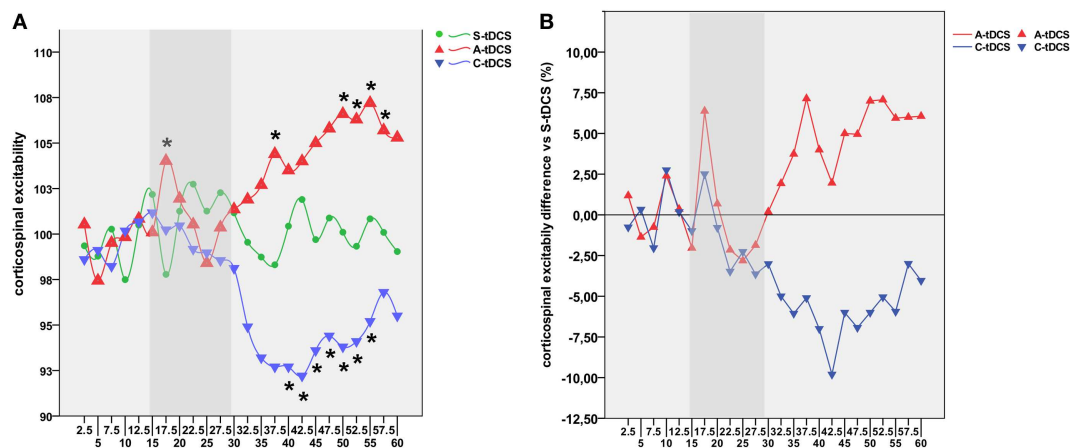 A
S-tDCS
A-tDCS
C-tDCS
corticospinal excitability
110
108
105
103
100
98
95
93
90
2.5 7.5 12.5 17.5 22.5 27.5 32.5 37.5 42.5 47.5 52.5 57.5
5 10 15 20 25 30 35 40 45 50 55 60
B
A-tDCS A-tDCS
C-tDCS C-tDCS
corticospinal excitabiliy difference vs S-tDCS (%)
10,00
7,50
5,00
2,50
0,00
-2,50
-5,00
-7,50
-10,00
-12,50
2.5 7.5 12.5 17.5 22.5 27.5 32.5 37.5 42.5 47.5 52.5 57.5
5 10 15 20 25 30 35 40 45 50 55 60